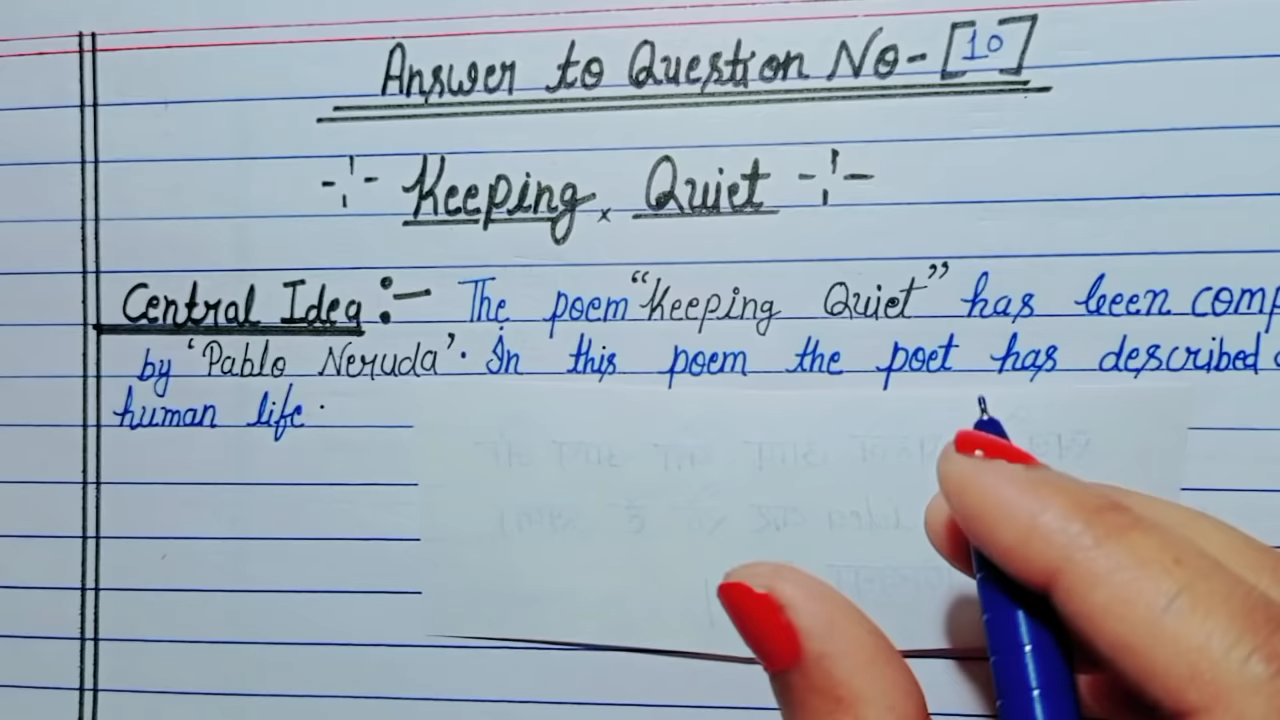 Answer to Question No-[10]
-:- Keeping Quiet -:-
Central Idea :- The poem "Keeping Quiet" has been comp
by 'Pablo Neruda'. In this poem the poet has described
human life.